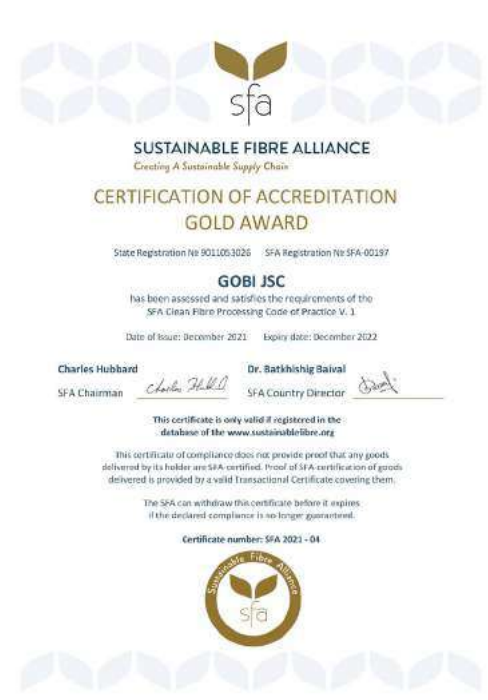 sfa
SUSTAINABLE FIBRE ALLIANCE
Creating A Sustainable Supply Chain
CERTIFICATION OF ACCREDITATION
GOLD AWARD
State Registration № 9011053026 SFA Registration № SFA-00197
GOBI JSC
has been assessed and satisfies the requirements of the
SFA Clean Fibre Processing Code of Practice V. 1
Date of Issue: December 2021 Expiry date: December 2022
Charles Hubbard Dr. Batkhishig Baival
SFA Chairman Charles Hubbard SFA Country Director
This certificate is only valid if registered in the
database of the www.sustainablefibre.org
This certificate of compliance does not provide proof that any goods
delivered by its holder are SFA-certified. Proof of SFA-certification of goods
delivered is provided by a valid Transactional Certificate covering them.
The SFA can withdraw this certificate before it expires
if the declared compliance is no longer guaranteed.
Certificate number: SFA 2021 - 04
Sustainable Fibre Alliance
sfa